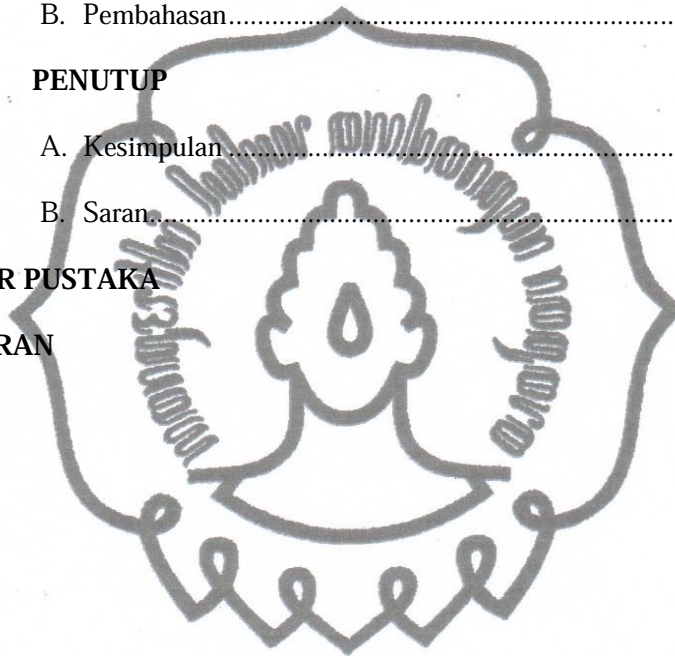 B. Pembahasan........................................................................
PENUTUP
A. Kesimpulan........................................................................
B. Saran........................................................................
R PUSTAKA
RAN